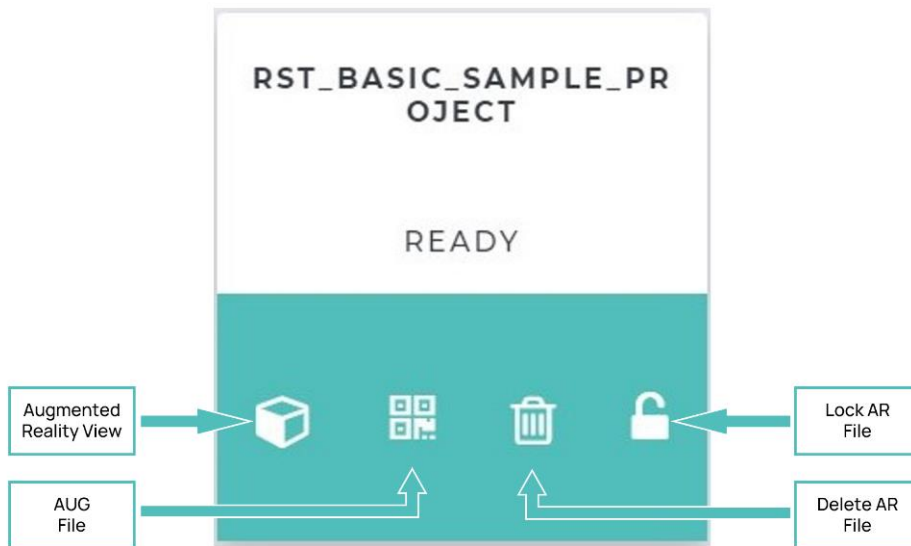 RST_BASIC_SAMPLE_PR
OJECT
READY
Augmented
Reality View
Lock AR
File
AUG
File
Delete AR
File